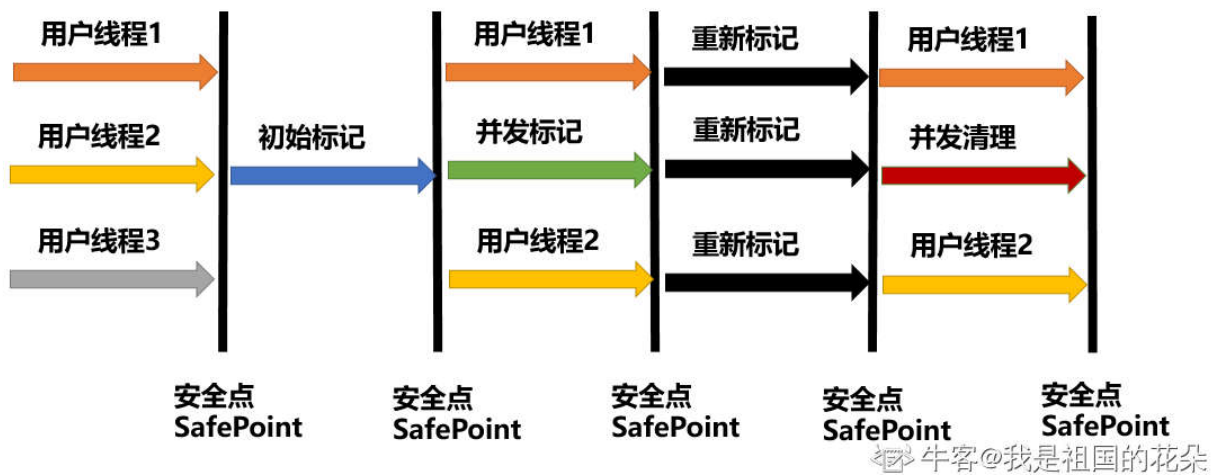 用户线程1
用户线程1
重新标记
用户线程1
用户线程2
初始标记
并发标记
重新标记
并发清理
用户线程3
用户线程2
重新标记
用户线程2
安全点
SafePoint
安全点
SafePoint
安全点
SafePoint
安全点
SafePoint
安全点
SafePoint
牛客@我是祖国的花朵